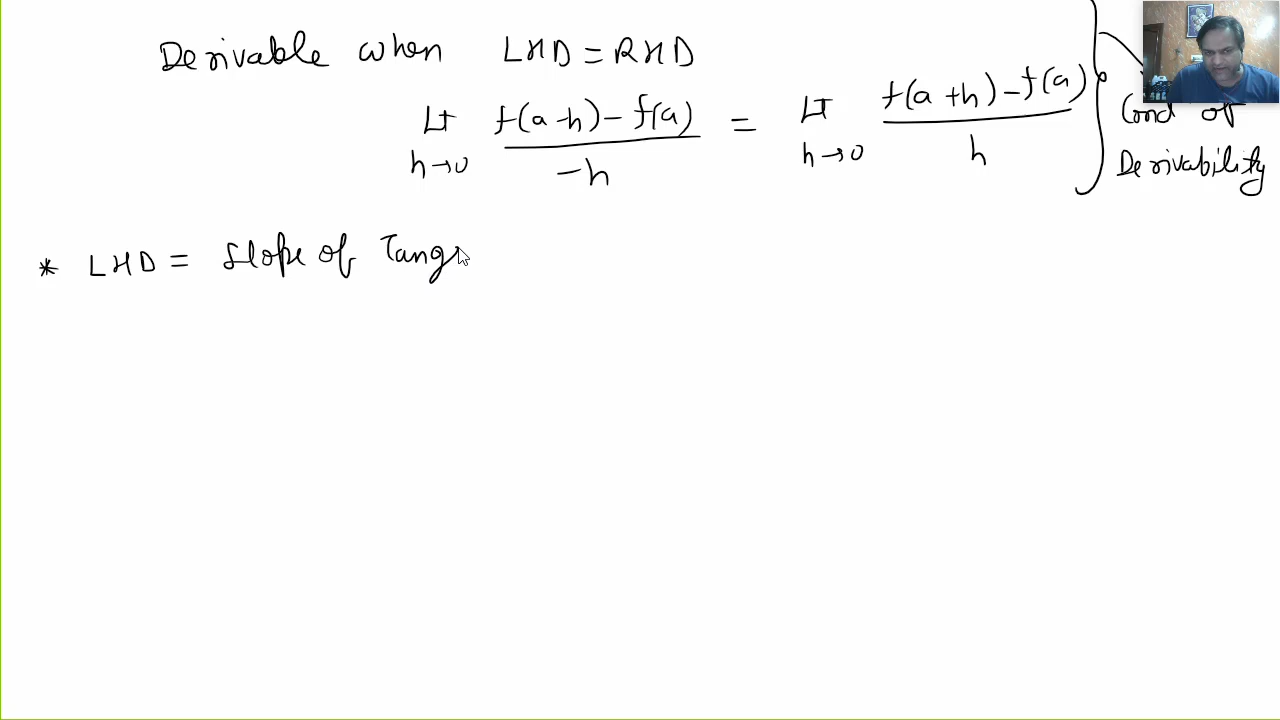 Derivable when LHD = RHD
Lt h→0 f(a-h) - f(a) / -h = Lt h→0 f(a+h) - f(a) / h
Cond of
Derivability
* LHD = Slope of Tang